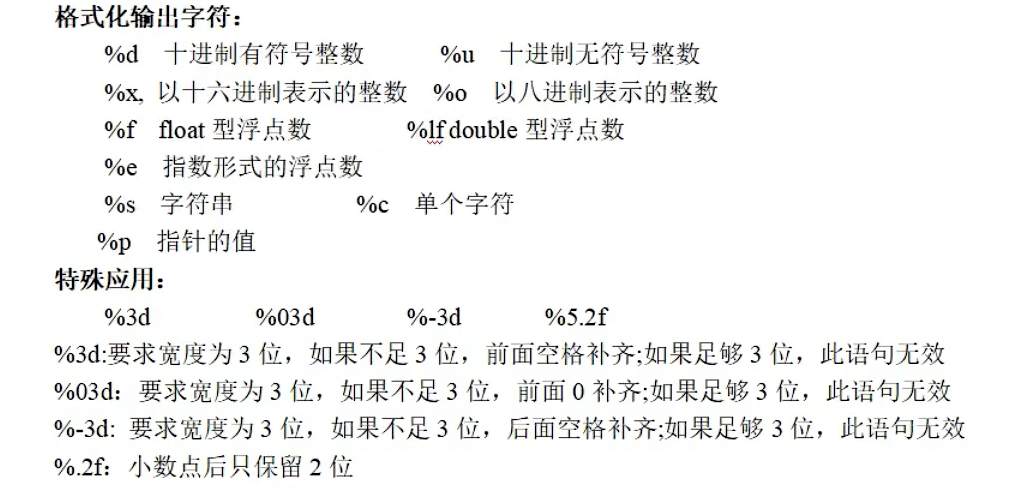 格式化输出字符：
%d 十进制有符号整数 %u 十进制无符号整数
%x, 以十六进制表示的整数 %o 以八进制表示的整数
%f float 型浮点数 %lf double 型浮点数
%e 指数形式的浮点数
%s 字符串 %c 单个字符
%p 指针的值
特殊应用：
%3d %03d %-3d %5.2f
%3d:要求宽度为 3 位，如果不足 3 位，前面空格补齐;如果足够 3 位，此语句无效
%03d：要求宽度为 3 位，如果不足 3 位，前面 0 补齐;如果足够 3 位，此语句无效
%-3d: 要求宽度为 3 位，如果不足 3 位，后面空格补齐;如果足够 3 位，此语句无效
%.2f：小数点后只保留 2 位